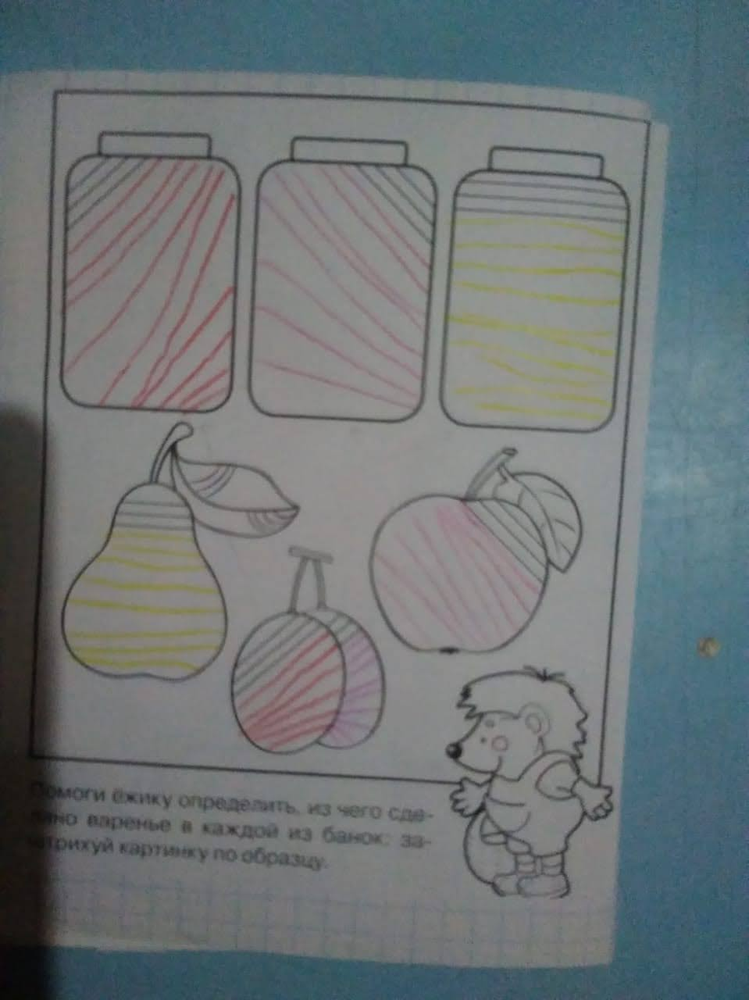 Помоги ёжику определить, из чего сде-
лано варенье в каждой из банок: за-
штрихуй картинку по образцу.